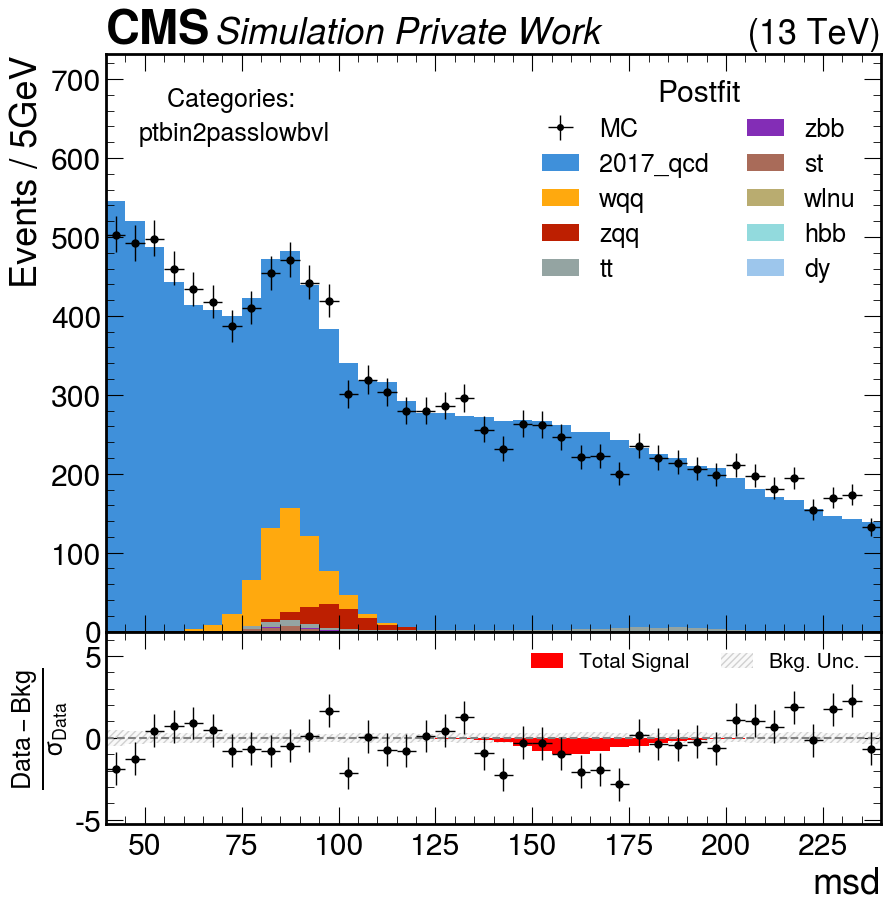 CMS Simulation Private Work (13 TeV)
Events / 5GeV
700
600
500
400
300
200
100
0
Categories:
ptbin2passlowbvl
Postfit
MC
2017_qcd
wqq
zqq
tt
zbb
st
wlnu
hbb
dy
Data – Bkg
σData
5
0
-5
Total Signal
Bkg. Unc.
50 75 100 125 150 175 200 225
msd